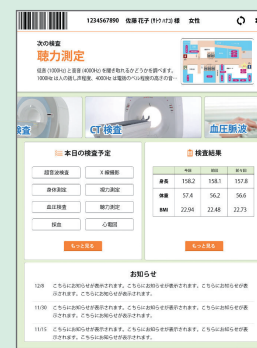 1234567890 佐藤 花子 (ｻﾄｳ ﾊﾅｺ) 様 女性
次の検査
聴力測定
低音 (1000Hz) と高音 (4000Hz) を聞き取れるかどうかを調べます。
1000Hz は人の話し声程度、4000Hz は電話のベル程度の高さの音…
検査
CT検査
血圧脈波
本日の検査予定
超音波検査 X 線撮影
身体測定 視力測定
血圧検査 聴力測定
採血 心電図
もっと見る
検査結果
今回 前回 前々回
身長 158.2 158.1 157.8
体重 57.4 56.2 56.6
BMI 22.94 22.48 22.73
もっと見る
お知らせ
12/8 こちらにお知らせが表示されます。こちらにお知らせが表示されます。こちらにお知らせが表
示されます。こちらにお知らせが表示されます。
11/30 こちらにお知らせが表示されます。こちらにお知らせが表示されます。こちらにお知らせが表
示されます。こちらにお知らせが表示されます。
11/15 こちらにお知らせが表示されます。こちらにお知らせが表示されます。こちらにお知らせが表
示されます。こちらにお知らせが表示されます。